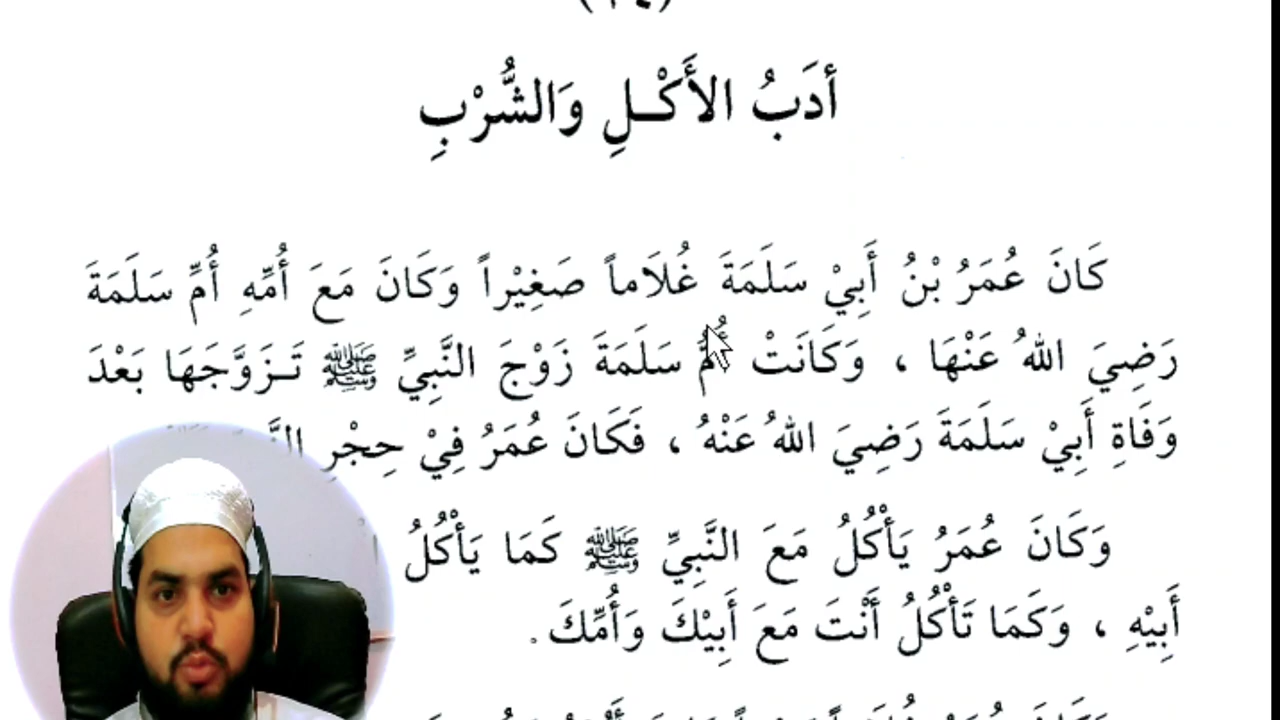 أدَبُ الأَكْلِ وَالشُّرْبِ
كَانَ عُمَرُ بْنُ أَبِيْ سَلَمَةَ غُلَاماً صَغِيْراً وَكَانَ مَعَ أُمِّهِ أُمِّ سَلَمَةَ
رَضِيَ اللهُ عَنْهَا ، وَكَانَتْ أُمُّ سَلَمَةَ زَوْجَ النَّبِيِّ ﷺ تَزَوَّجَهَا بَعْدَ
وَفَاةِ أَبِيْ سَلَمَةَ رَضِيَ اللهُ عَنْهُ ، فَكَانَ عُمَرُ فِيْ حِجْرِ
وَكَانَ عُمَرُ يَأْكُلُ مَعَ النَّبِيِّ ﷺ كَمَا يَأْكُلُ
أَبِيْهِ ، وَكَمَا تَأْكُلُ أَنْتَ مَعَ أَبِيْكَ وَأُمِّكَ .